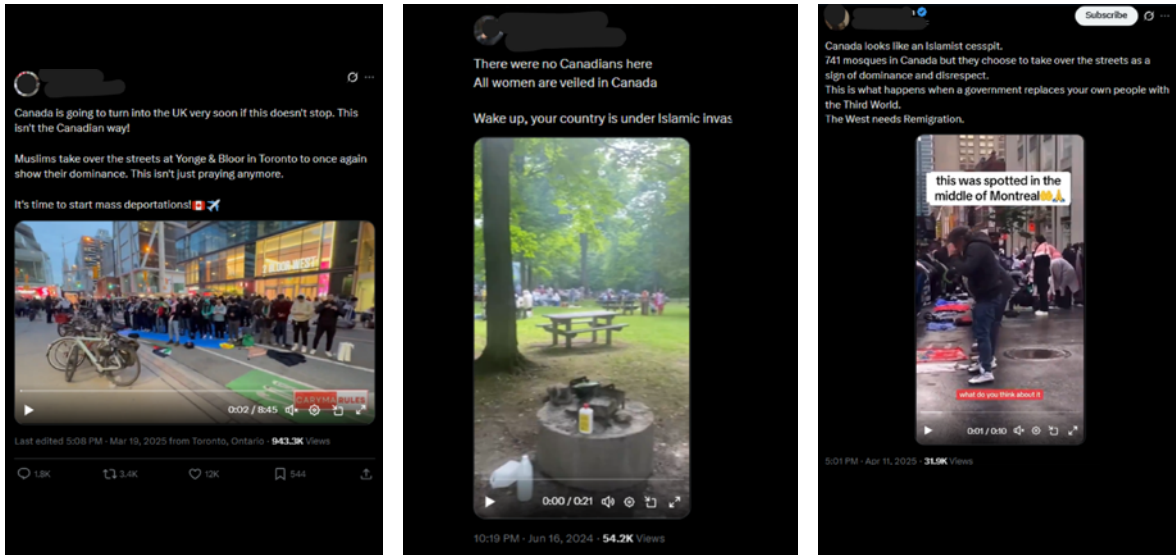 Canada is going to turn into the UK very soon if this doesn't stop. This
isn't the Canadian way!
Muslims take over the streets at Yonge & Bloor in Toronto to once again
show their dominance. This isn't just praying anymore.
It's time to start mass deportations!🇨🇦✈️
CARYMARULES
0:02 / 8:45
Last edited 5:08 PM · Mar 19, 2025 from Toronto, Ontario · 943.3K Views
1.8K 3.4K 12K 544
There were no Canadians here
All women are veiled in Canada
Wake up, your country is under Islamic invas
0:00 / 0:21
10:19 PM · Jun 16, 2024 · 54.2K Views
Subscribe
Canada looks like an Islamist cesspit.
741 mosques in Canada but they choose to take over the streets as a
sign of dominance and disrespect.
This is what happens when a government replaces your own people with
the Third World.
The West needs Remigration.
this was spotted in the
middle of Montreal🤲🙏
what do you think about it
0:01 / 0:10
5:01 PM · Apr 11, 2025 · 31.9K Views